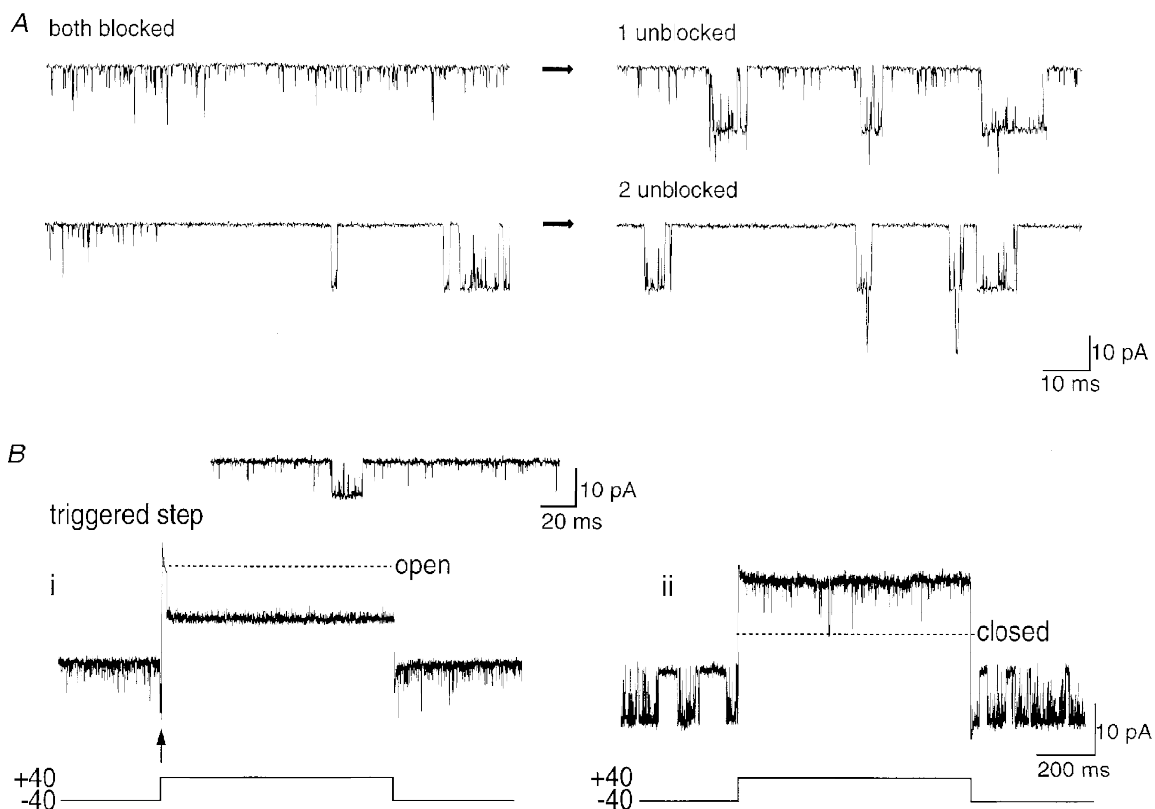 A
both blocked
1 unblocked
2 unblocked
10 pA
10 ms
B
10 pA
20 ms
triggered step
open
i
ii
closed
10 pA
200 ms
+40
-40
+40
-40